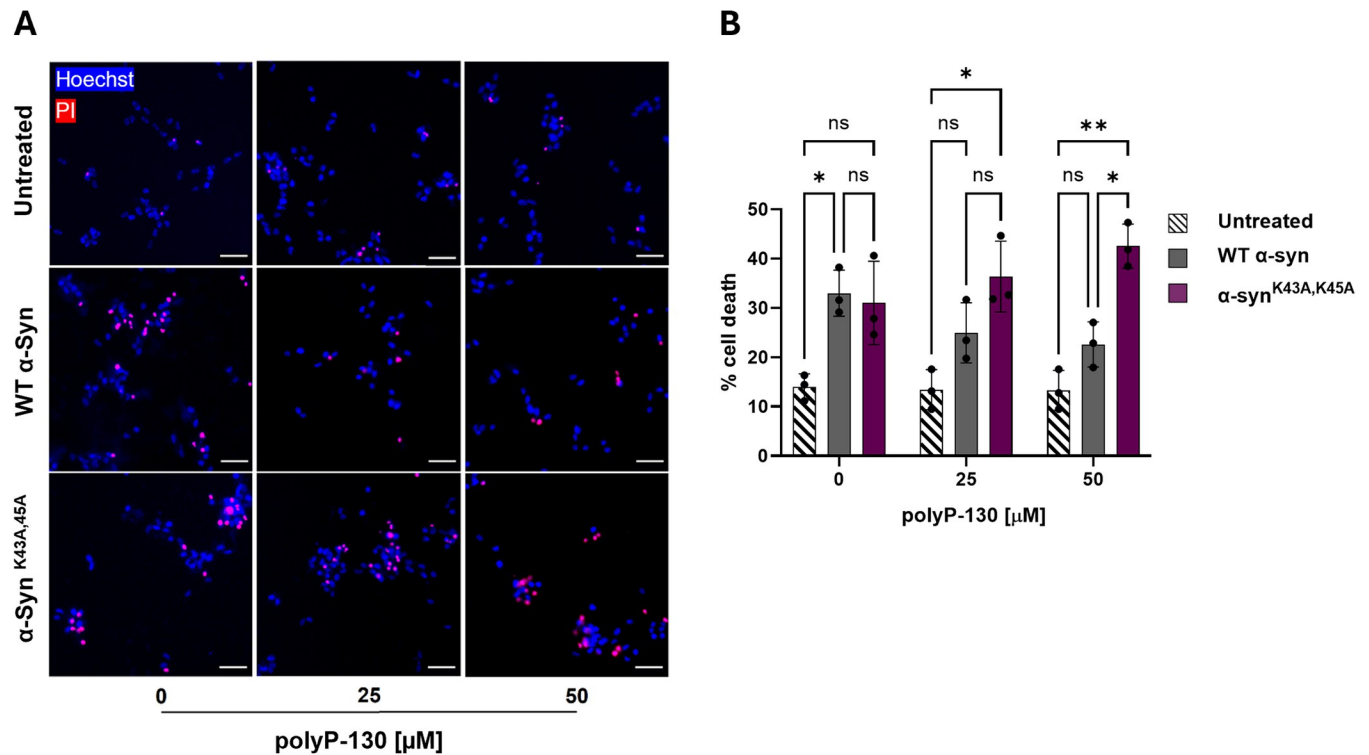 A
Hoechst
PI
Untreated
WT α-Syn
α-Syn K43A,45A
0 25 50
polyP-130 [µM]
B
*
ns ns **
* ns ns ns *
50
40
30
20
10
0
% cell death
0 25 50
polyP-130 [µM]
Untreated
WT α-syn
α-syn K43A,K45A